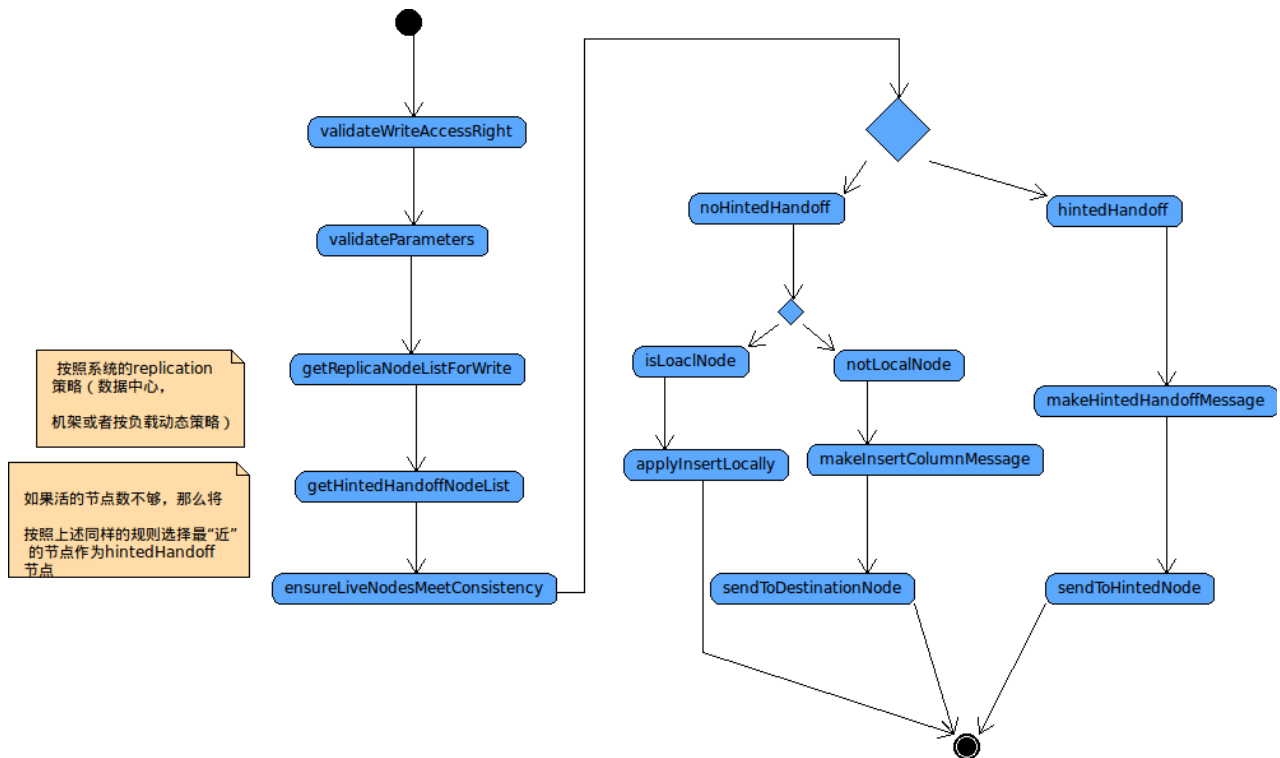 validateWriteAccessRight
validateParameters
按照系统的replication
策略（数据中心，
机架或者按负载动态策略）
getReplicaNodeListForWrite
如果活的节点数不够，那么将
按照上述同样的规则选择最“近”
的节点作为hintedHandoff
节点
getHintedHandoffNodeList
ensureLiveNodesMeetConsistency
noHintedHandoff
hintedHandoff
isLoaclNode
notLocalNode
makeHintedHandoffMessage
applyInsertLocally
makeInsertColumnMessage
sendToDestinationNode
sendToHintedNode